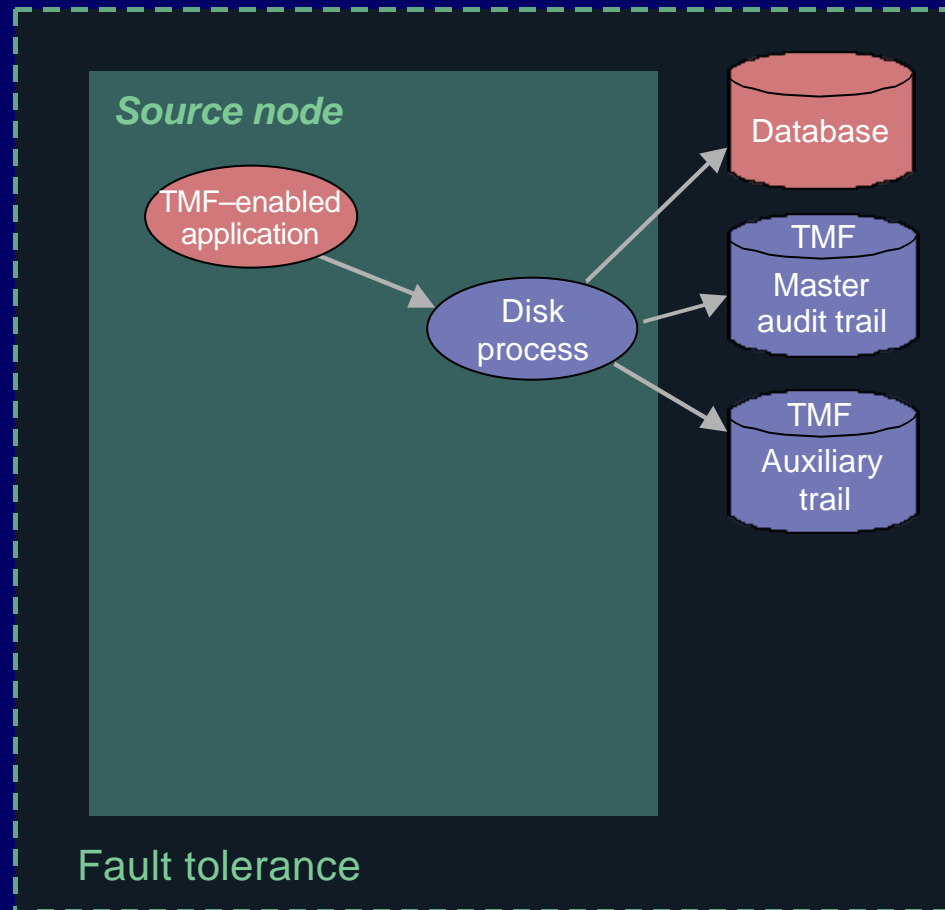 Source node
TMF–enabled
application
Disk
process
Database
TMF
Master
audit trail
TMF
Auxiliary
trail
Fault tolerance